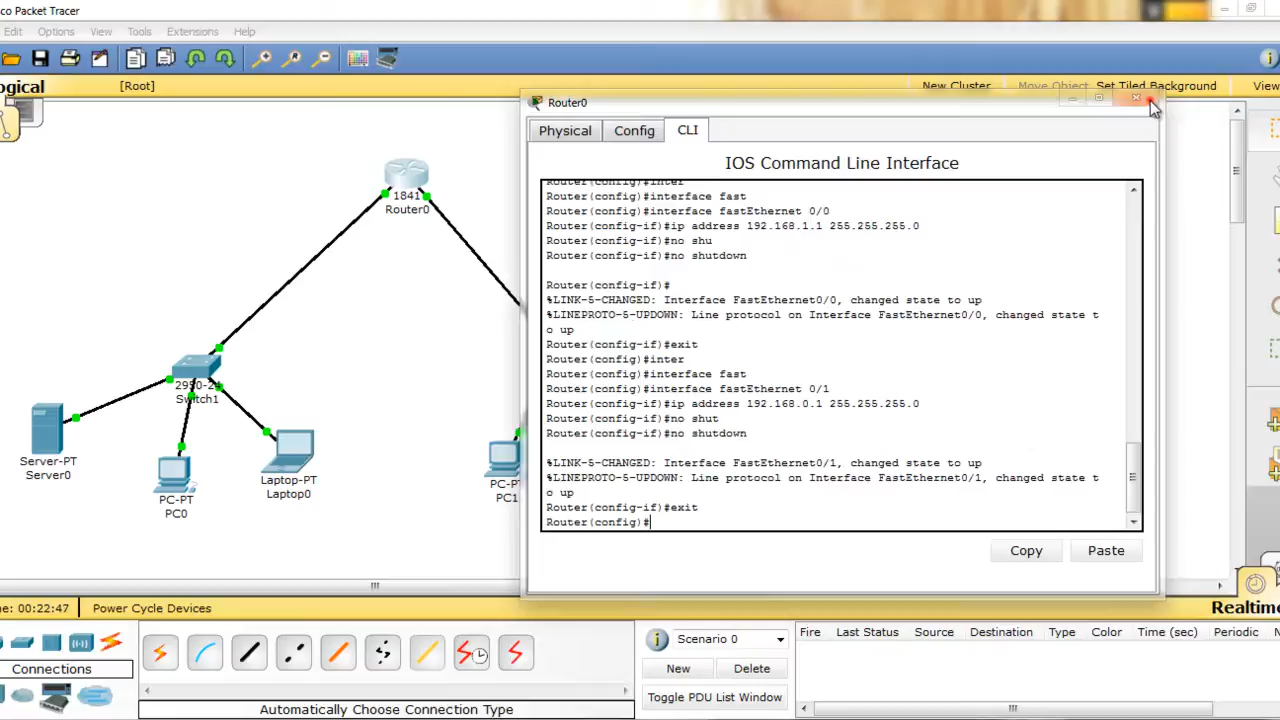 co Packet Tracer
Edit Options View Tools Extensions Help
ogical [Root] New Cluster Move Object Set Tiled Background View
1841
Router0
2950-24
Switch1
Server-PT
Server0
PC-PT
PC0
Laptop-PT
Laptop0
PC-PT
PC1
Router0
Physical Config CLI
IOS Command Line Interface
Router(config)#inter
Router(config)#interface fast
Router(config)#interface fastEthernet 0/0
Router(config-if)#ip address 192.168.1.1 255.255.255.0
Router(config-if)#no shu
Router(config-if)#no shutdown
Router(config-if)#
%LINK-5-CHANGED: Interface FastEthernet0/0, changed state to up
%LINEPROTO-5-UPDOWN: Line protocol on Interface FastEthernet0/0, changed state t
o up
Router(config-if)#exit
Router(config)#inter
Router(config)#interface fast
Router(config)#interface fastEthernet 0/1
Router(config-if)#ip address 192.168.0.1 255.255.255.0
Router(config-if)#no shut
Router(config-if)#no shutdown
%LINK-5-CHANGED: Interface FastEthernet0/1, changed state to up
%LINEPROTO-5-UPDOWN: Line protocol on Interface FastEthernet0/1, changed state t
o up
Router(config-if)#exit
Router(config)#
Copy Paste
ne: 00:22:47 Power Cycle Devices Realtime
Connections
Automatically Choose Connection Type
Scenario 0
New Delete
Toggle PDU List Window
Fire Last Status Source Destination Type Color Time (sec) Periodic